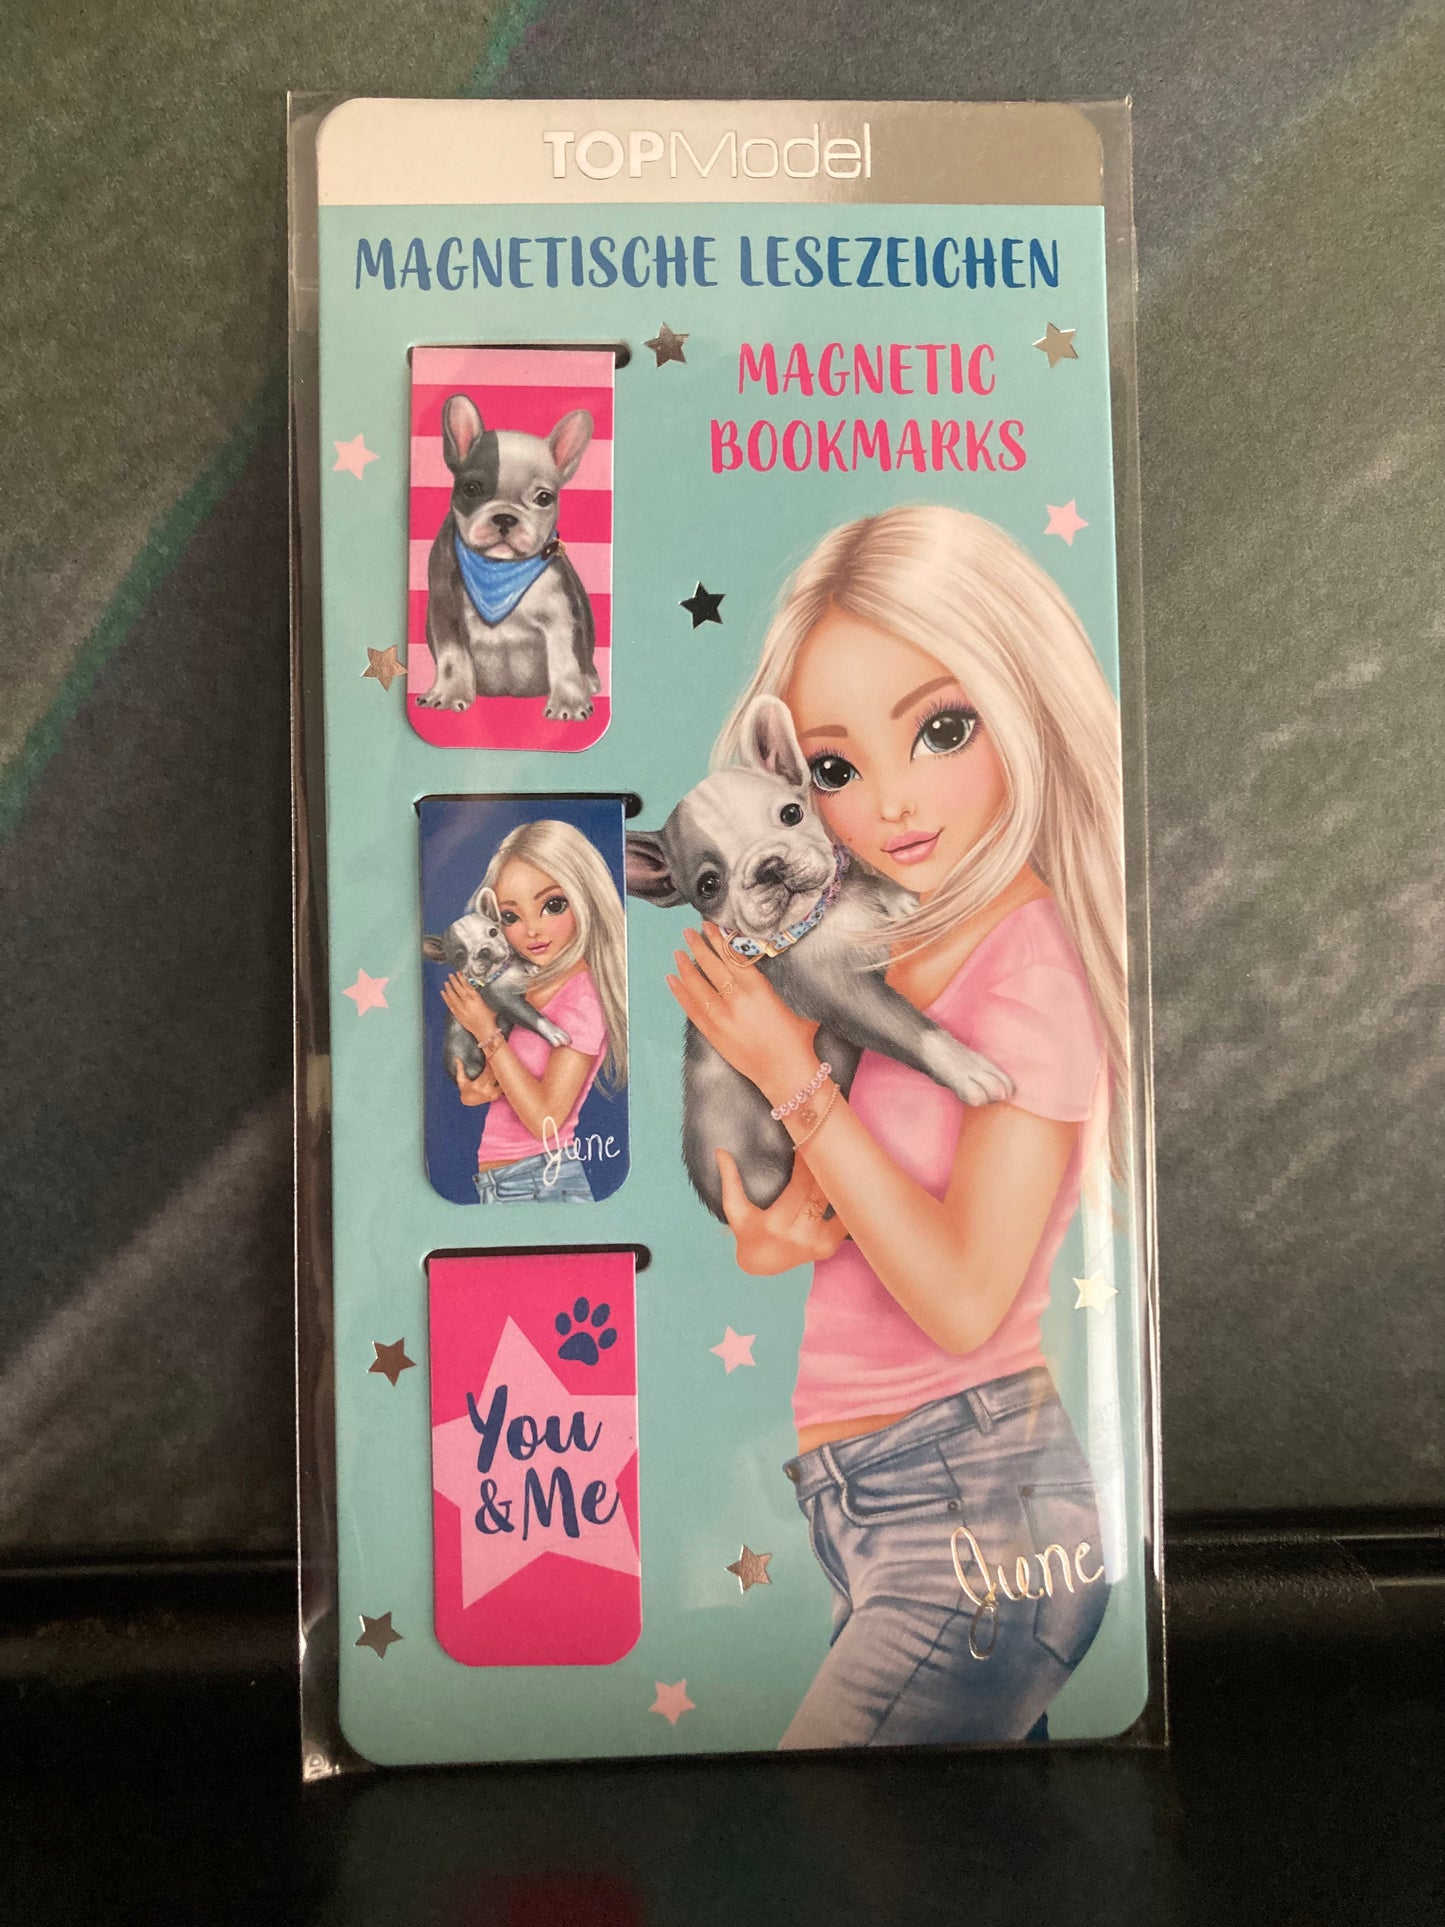 TOPModel
MAGNETISCHE LESEZEICHEN
MAGNETIC
BOOKMARKS
June
You
&Me
June